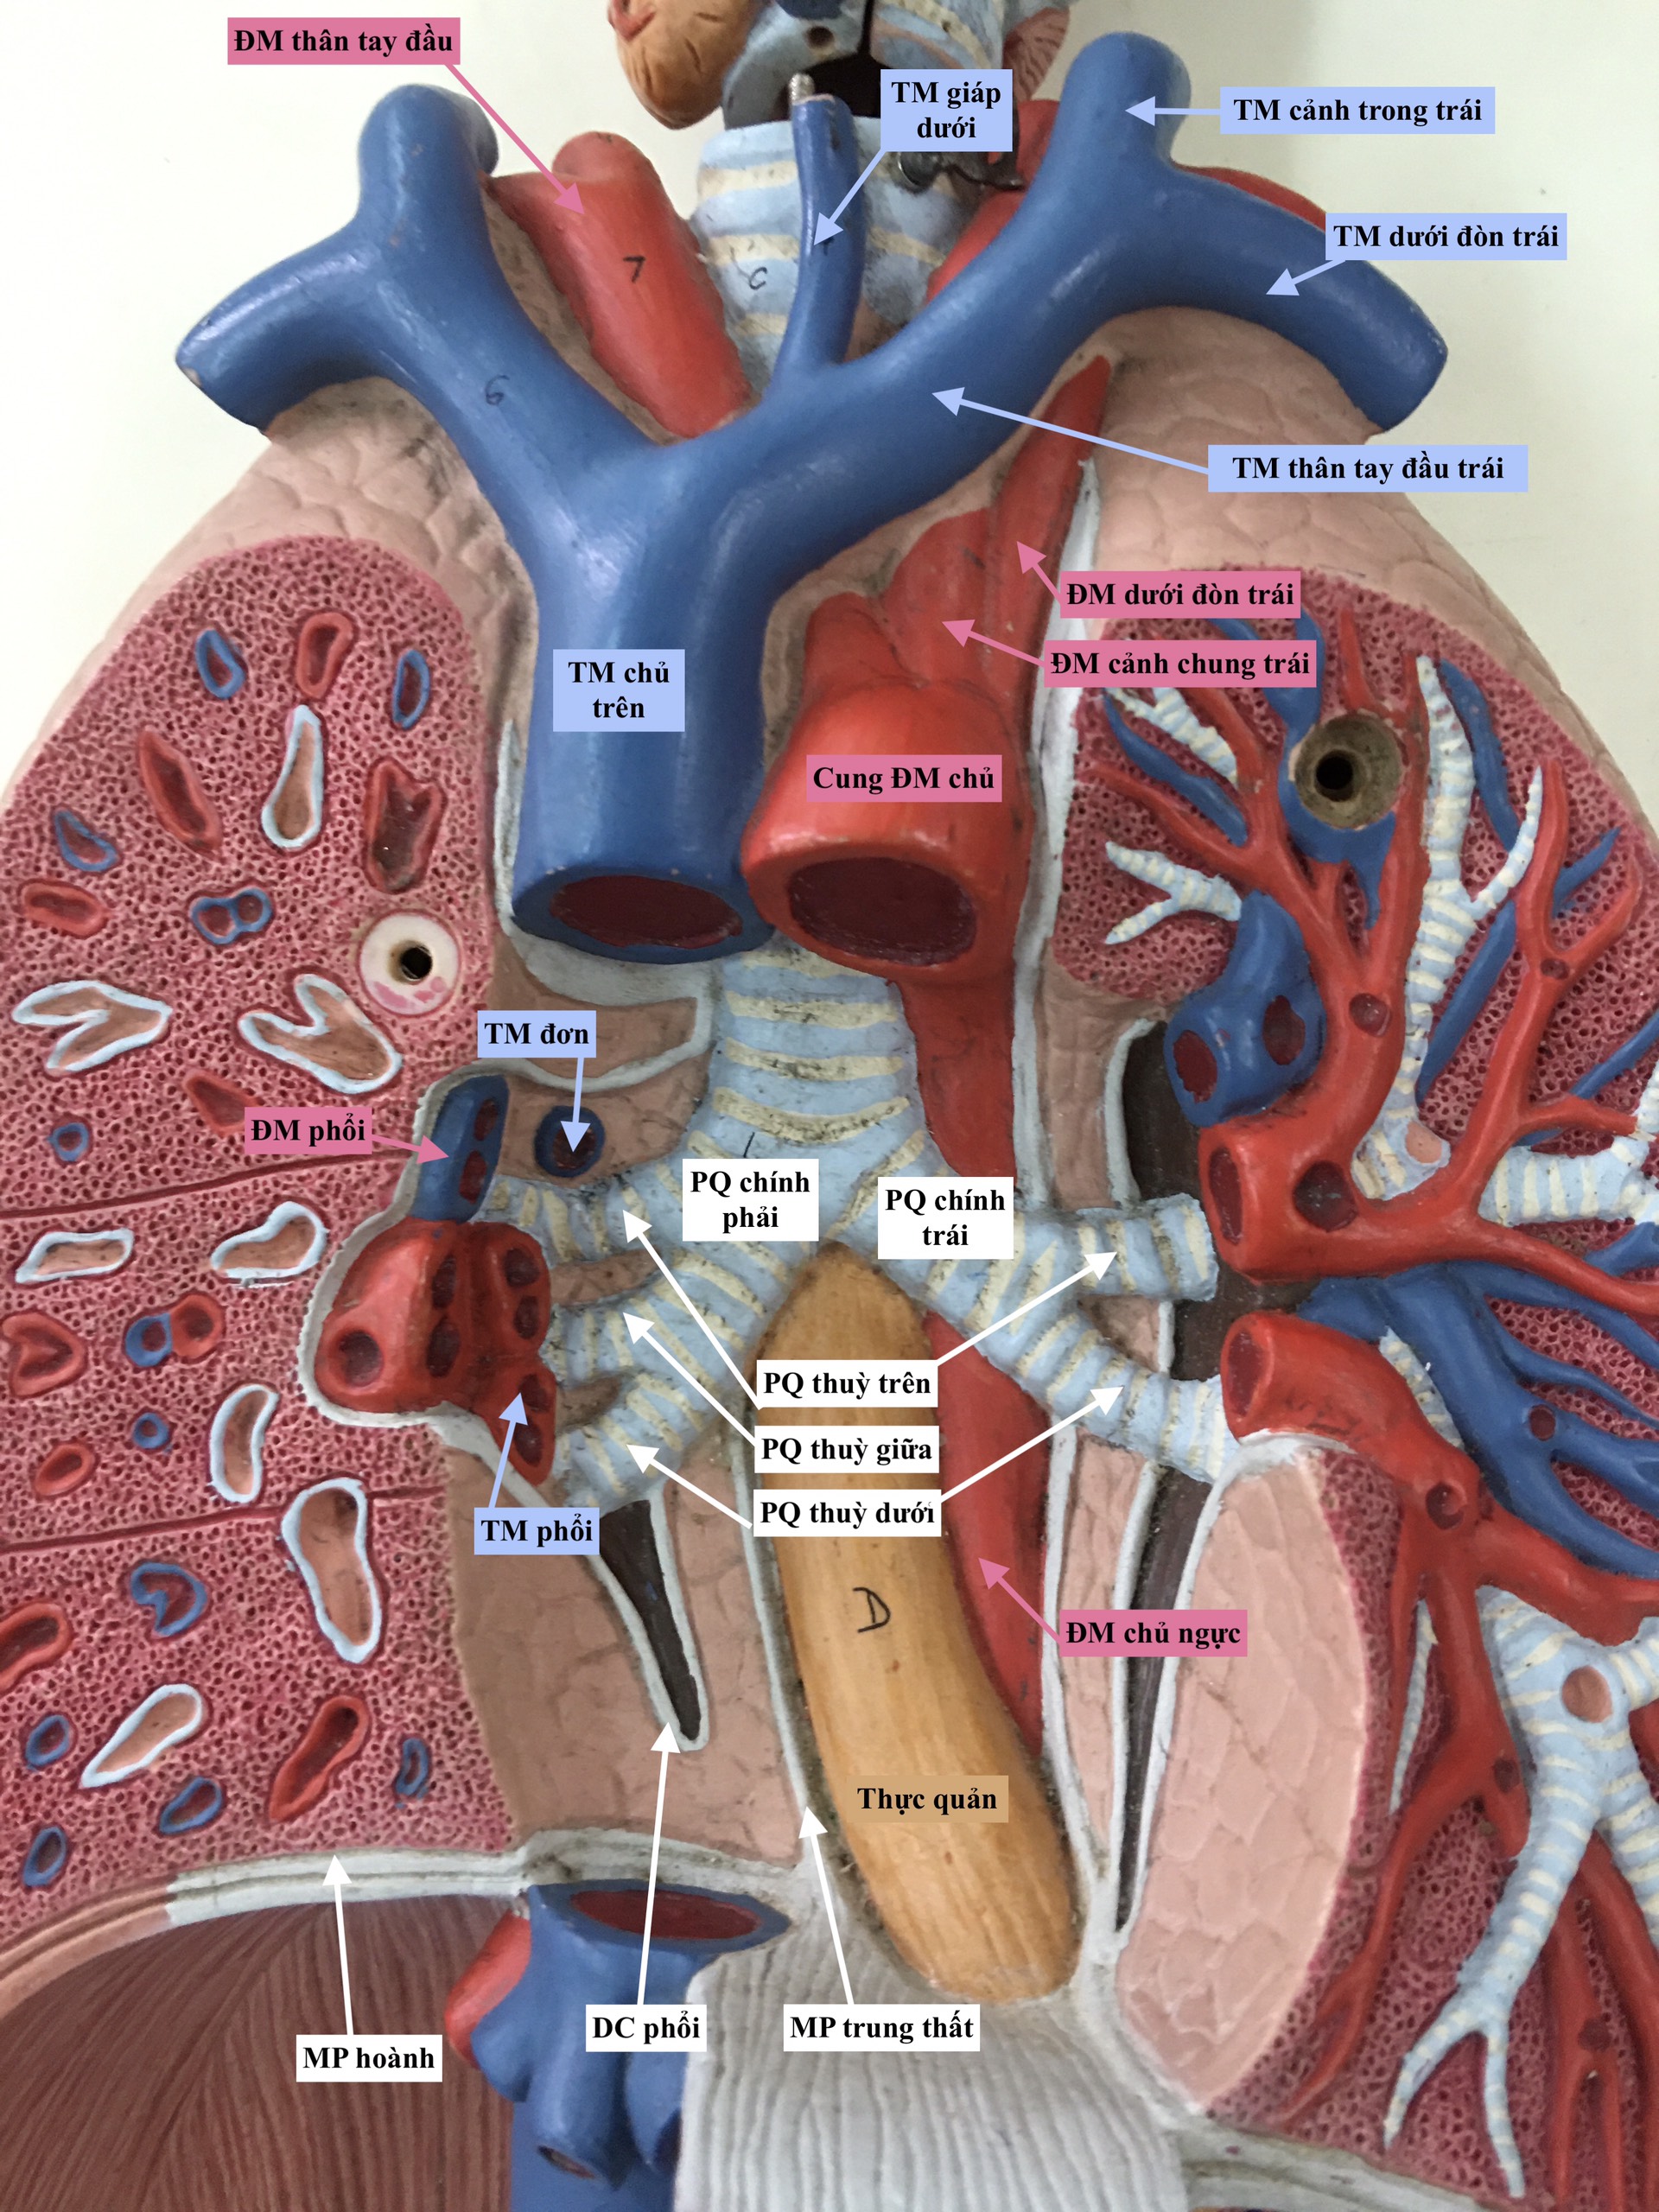 ĐM thân tay đầu
TM giáp
dưới
TM cảnh trong trái
TM dưới đòn trái
7
6
TM thân tay đầu trái
ĐM dưới đòn trái
ĐM cảnh chung trái
TM chủ
trên
Cung ĐM chủ
TM đơn
ĐM phổi
PQ chính
phải
PQ chính
trái
PQ thuỳ trên
PQ thuỳ giữa
PQ thuỳ dưới
TM phổi
D
ĐM chủ ngực
Thực quản
DC phổi
MP trung thất
MP hoành